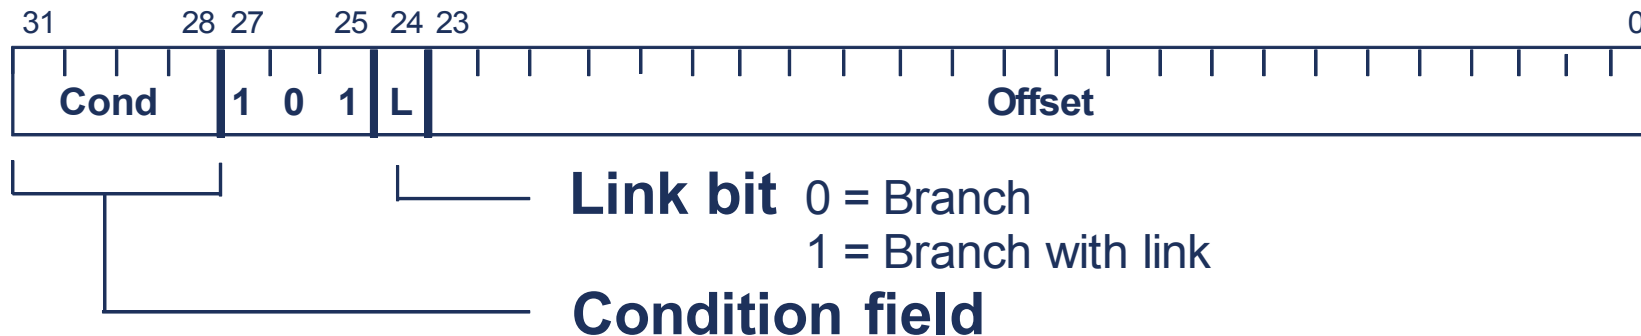 31 28 27 25 24 23 0
Cond 1 0 1 L Offset
Link bit 0 = Branch
1 = Branch with link
Condition field